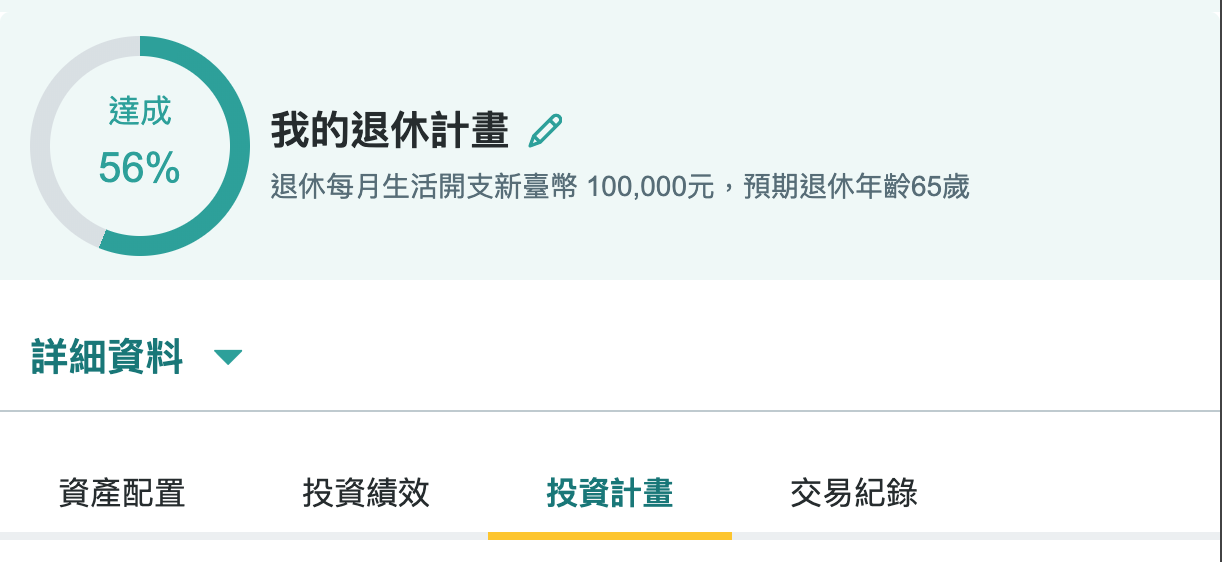 達成
56%
我的退休計畫
退休每月生活開支新臺幣 100,000元，預期退休年齡65歲
詳細資料
資產配置
投資績效
投資計畫
交易紀錄